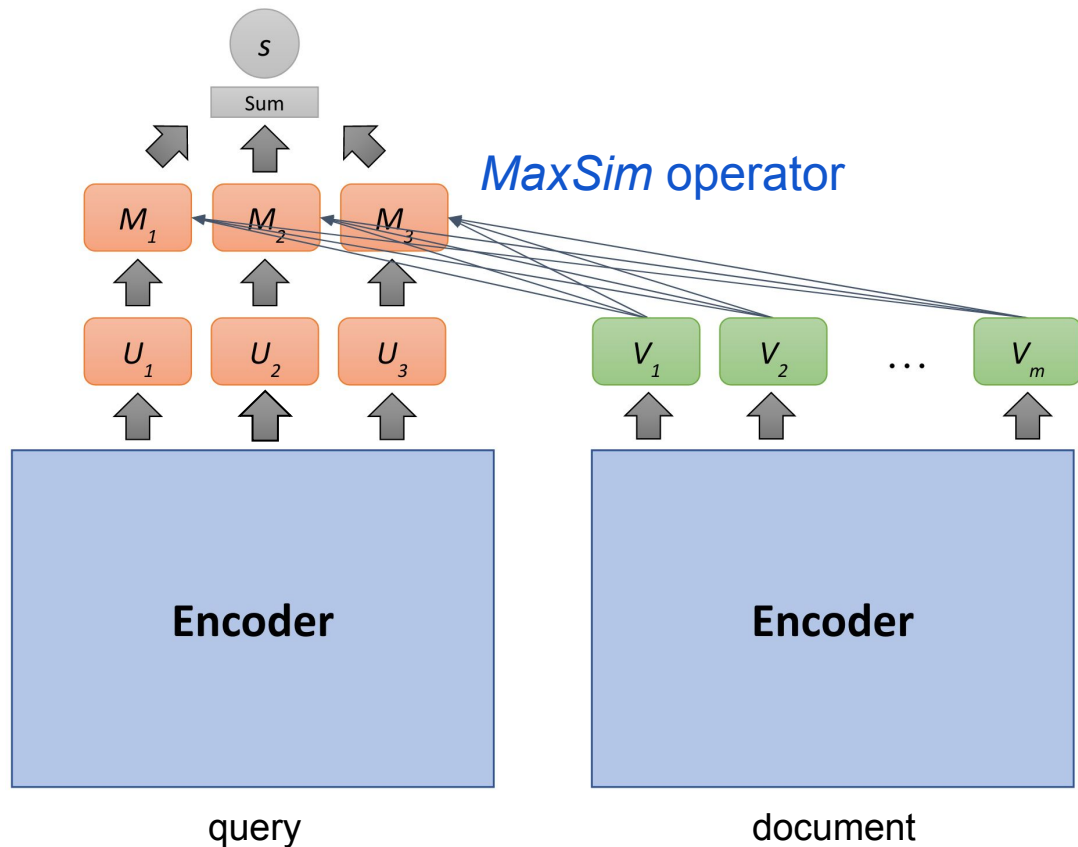 s
Sum
MaxSim operator
M₁ M₂ M₃
U₁ U₂ U₃ V₁ V₂ ... Vₘ
Encoder Encoder
query document